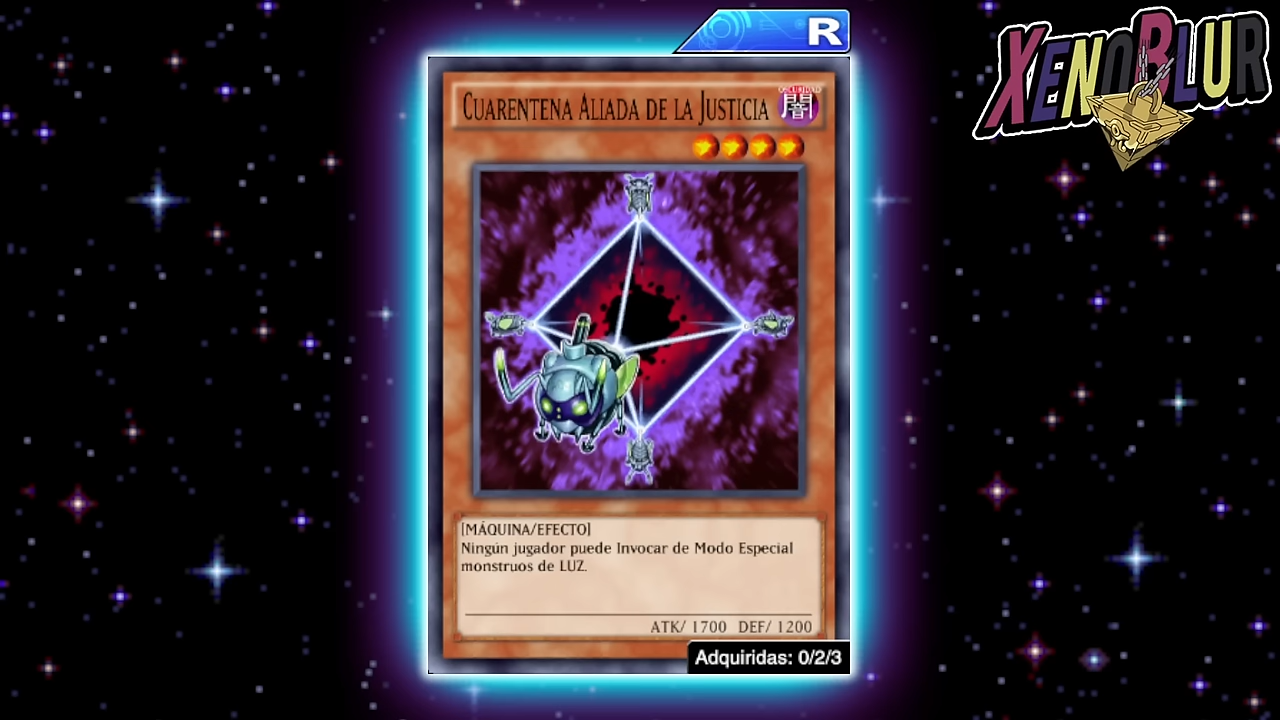 R
XENOBLUR
CUARENTENA ALIADA DE LA JUSTICIA
OSCURIDAD
闇
[MÁQUINA/EFECTO]
Ningún jugador puede Invocar de Modo Especial
monstruos de LUZ.
ATK/ 1700 DEF/ 1200
Adquiridas: 0/2/3